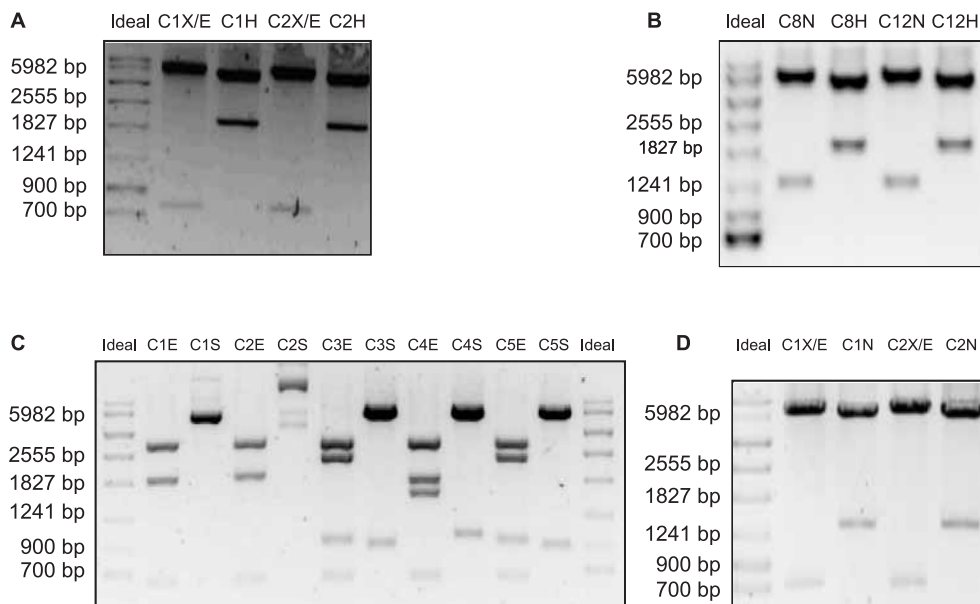 A
Ideal C1X/E C1H C2X/E C2H
5982 bp
2555 bp
1827 bp
1241 bp
900 bp
700 bp
B
Ideal C8N C8H C12N C12H
5982 bp
2555 bp
1827 bp
1241 bp
900 bp
700 bp
C
Ideal C1E C1S C2E C2S C3E C3S C4E C4S C5E C5S Ideal
5982 bp
2555 bp
1827 bp
1241 bp
900 bp
700 bp
D
Ideal C1X/E C1N C2X/E C2N
5982 bp
2555 bp
1827 bp
1241 bp
900 bp
700 bp